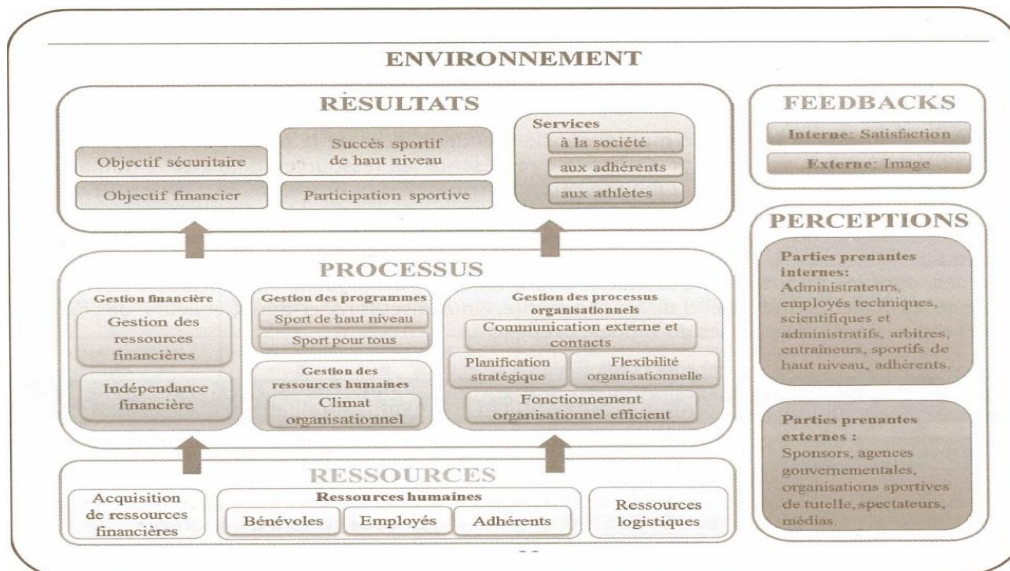 ENVIRONNEMENT
RÉSULTATS
Objectif sécuritaire
Objectif financier
Succès sportif
de haut niveau
Participation sportive
Services
à la société
aux adhérents
aux athlètes
FEEDBACKS
Interne: Satisfaction
Externe: Image
PROCESSUS
Gestion financière
Gestion des
ressources
financières
Indépendance
financière
Gestion des programmes
Sport de haut niveau
Sport pour tous
Gestion des
ressources humaines
Climat
organisationnel
Gestion des processus
organisationnels
Communication externe et
contacts
Planification
stratégique
Flexibilité
organisationnelle
Fonctionnement
organisationnel efficient
PERCEPTIONS
Parties prenantes
internes:
Administrateurs,
employés techniques,
scientifiques et
administratifs, arbitres,
entraîneurs, sportifs de
haut niveau, adhérents.
Parties prenantes
externes :
Sponsors, agences
gouvernementales,
organisations sportives
de tutelle, spectateurs,
médias.
RESSOURCES
Acquisition
de ressources
financières
Ressources humaines
Bénévoles
Employés
Adhérents
Ressources
logistiques